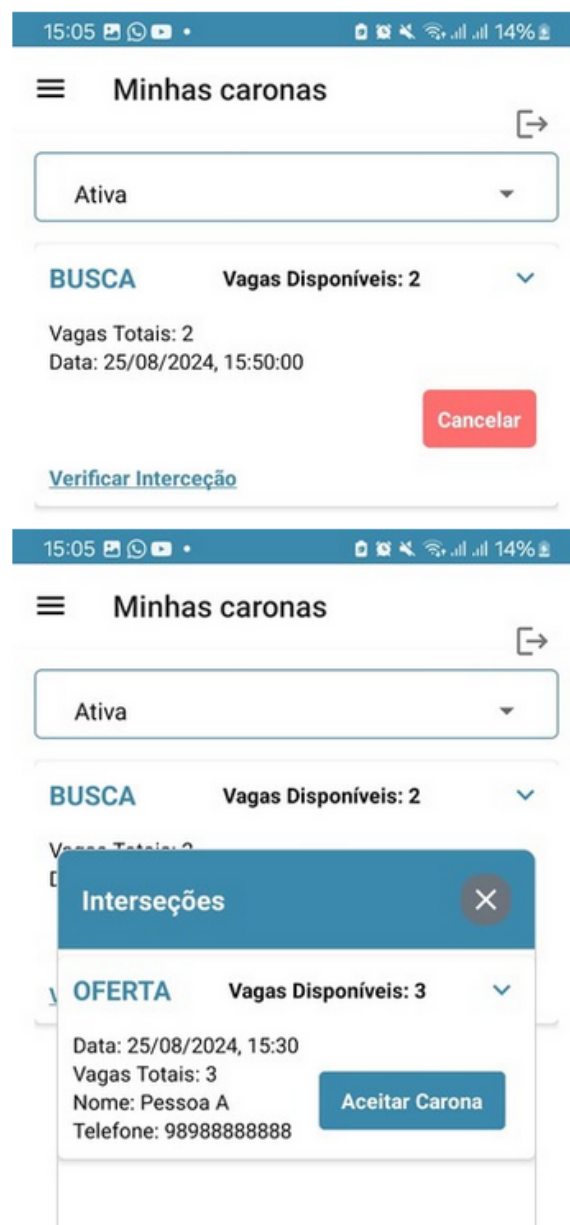 15:05 14%
Minhas caronas
Ativa
BUSCA Vagas Disponíveis: 2
Vagas Totais: 2
Data: 25/08/2024, 15:50:00
Cancelar
Verificar Interceção
15:05 14%
Minhas caronas
Ativa
BUSCA Vagas Disponíveis: 2
Interseções
OFERTA Vagas Disponíveis: 3
Data: 25/08/2024, 15:30
Vagas Totais: 3
Nome: Pessoa A
Aceitar Carona
Telefone: 98988888888